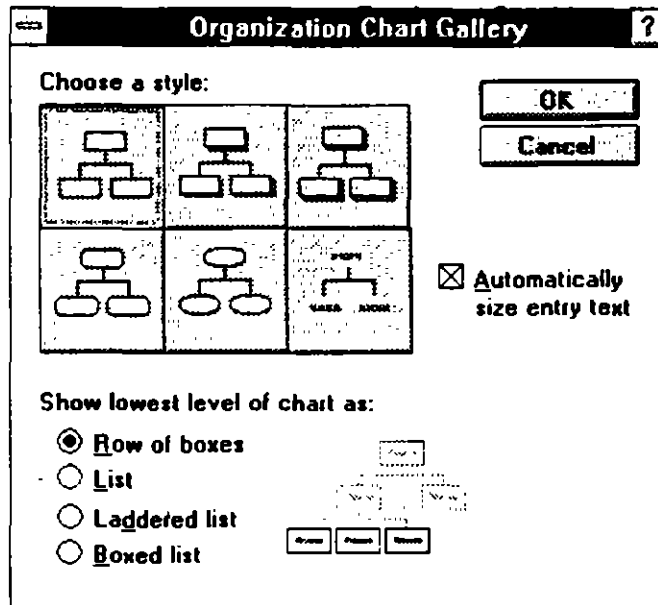 Organization Chart Gallery
?
Choose a style:
OK
Cancel
Automatically
size entry text
Show lowest level of chart as:
Row of boxes
List
Laddered list
Boxed list